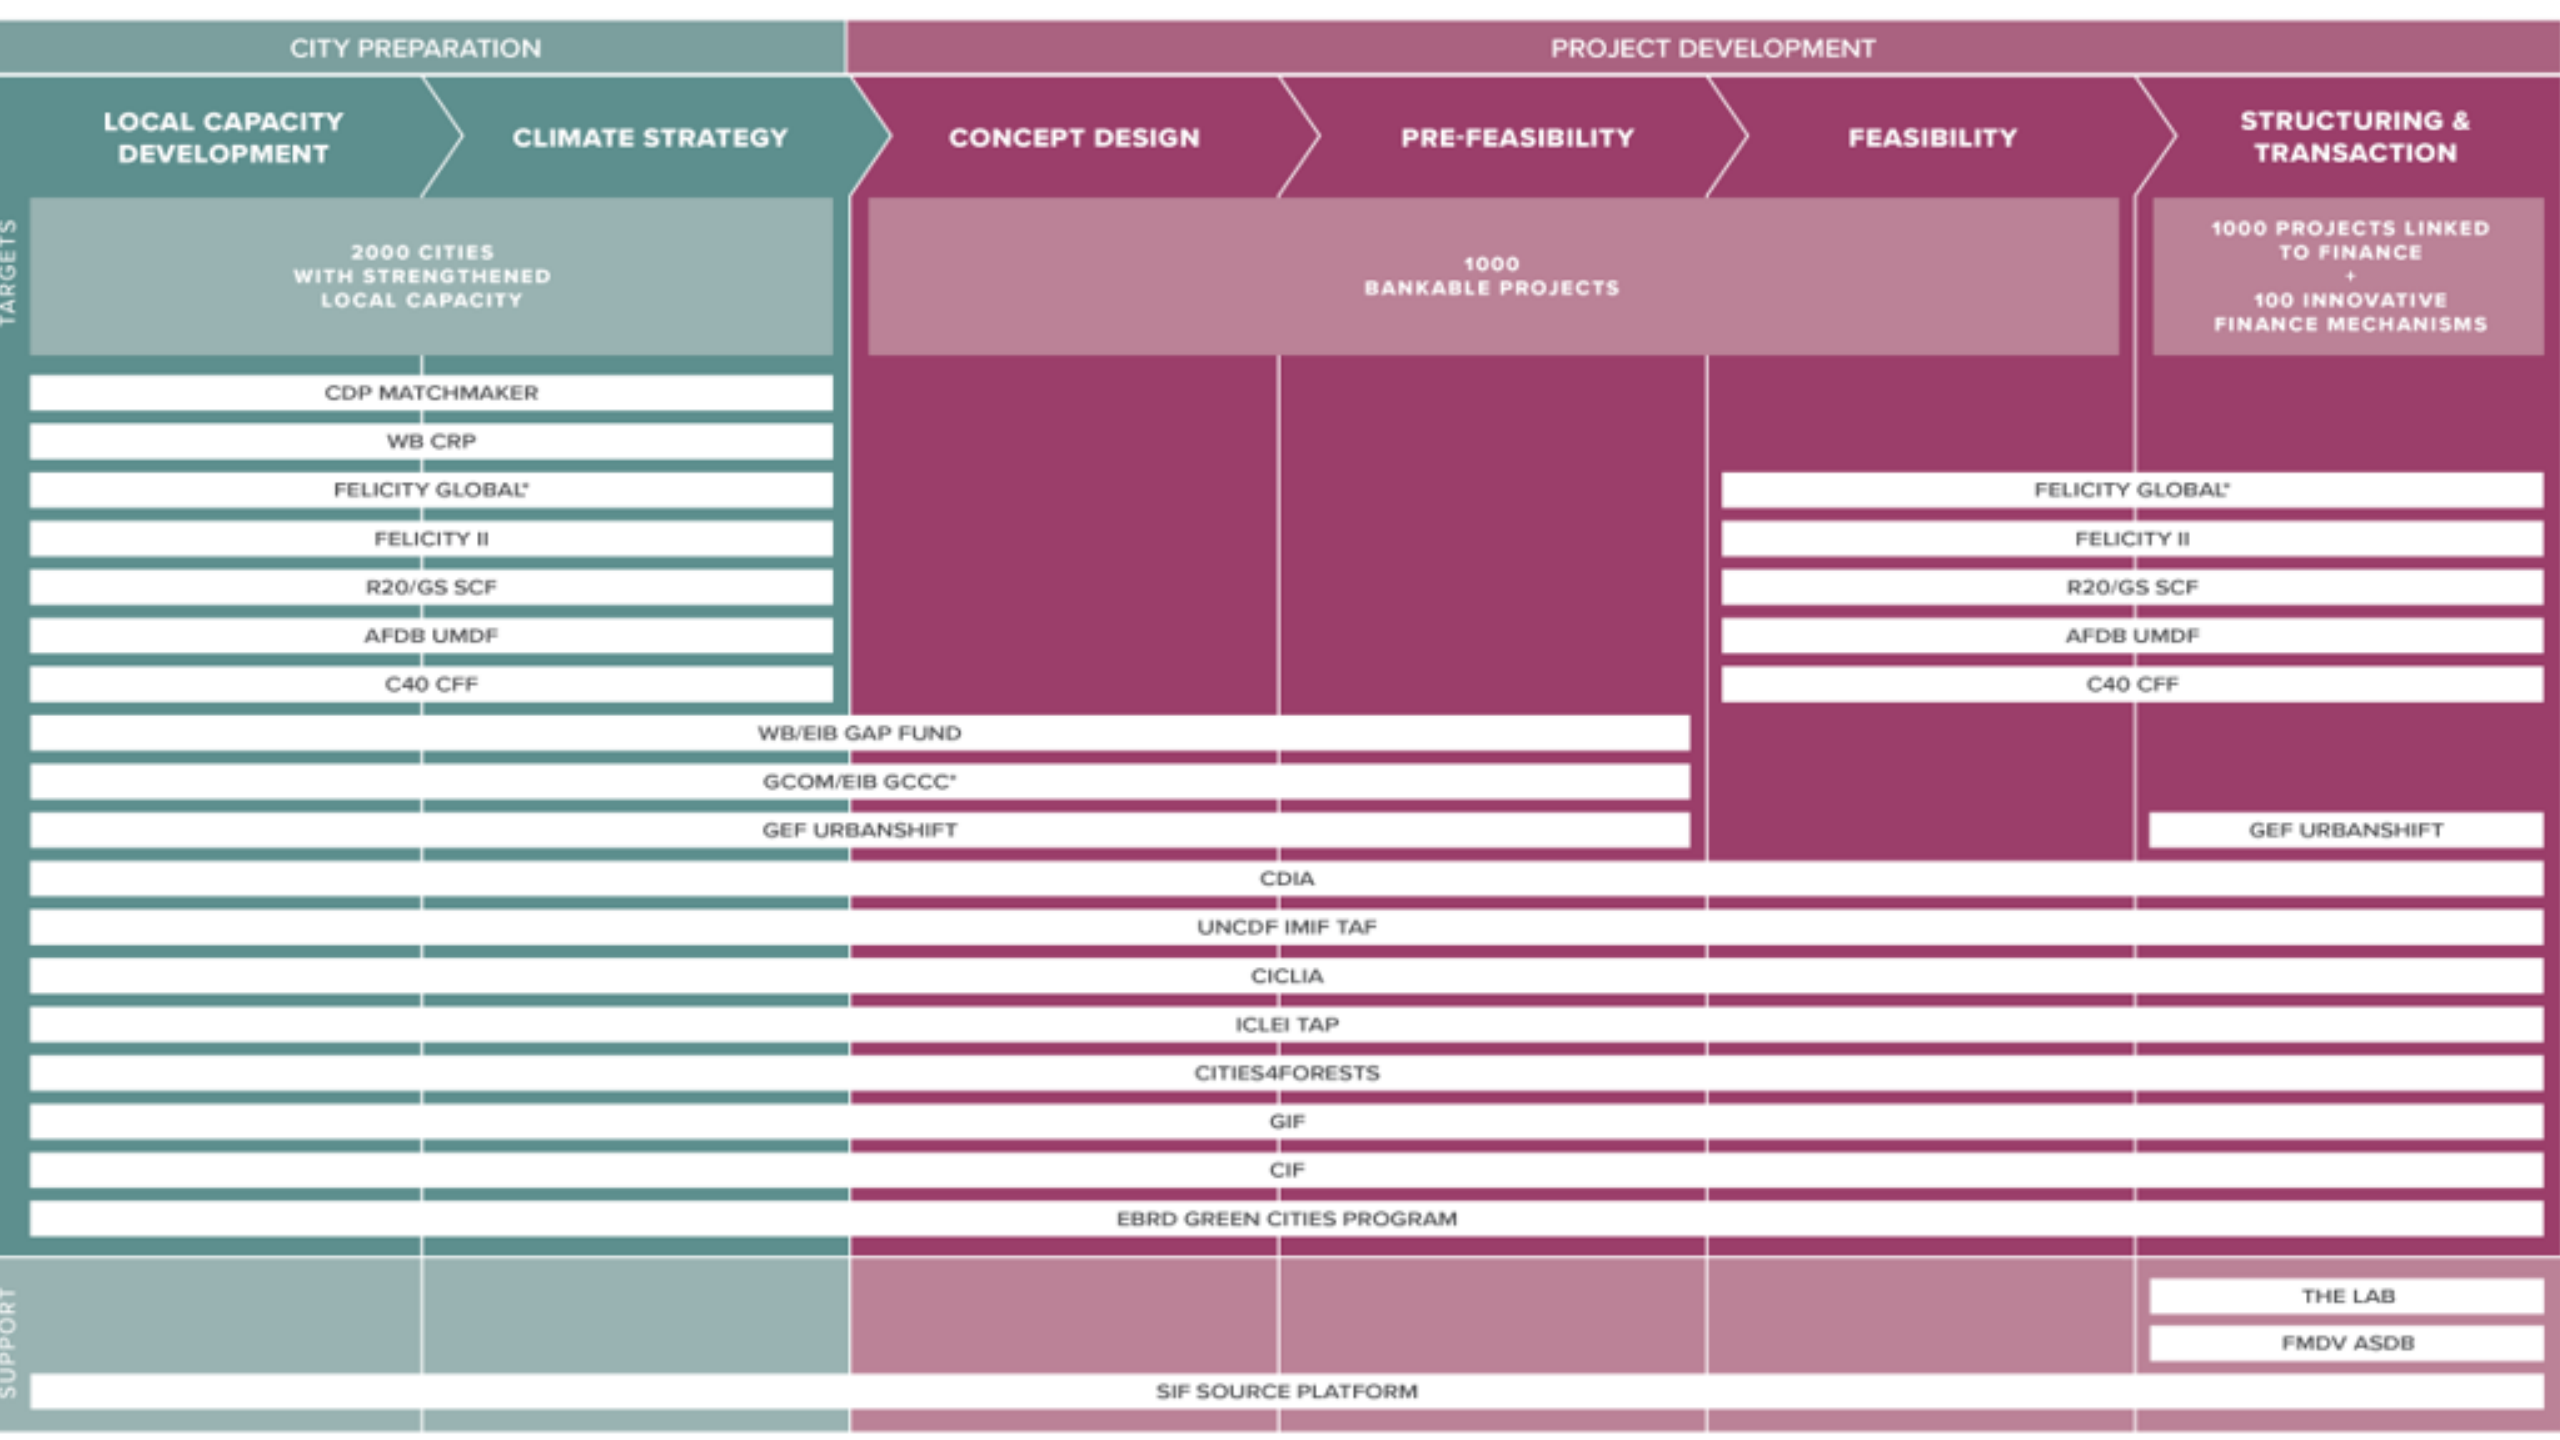 CITY PREPARATION
PROJECT DEVELOPMENT
LOCAL CAPACITY
DEVELOPMENT
CLIMATE STRATEGY
CONCEPT DESIGN
PRE-FEASIBILITY
FEASIBILITY
STRUCTURING &
TRANSACTION
TARGETS
2000 CITIES
WITH STRENGTHENED
LOCAL CAPACITY
1000
BANKABLE PROJECTS
1000 PROJECTS LINKED
TO FINANCE
+
100 INNOVATIVE
FINANCE MECHANISMS
CDP MATCHMAKER
WB CRP
FELICITY GLOBAL*
FELICITY GLOBAL*
FELICITY II
FELICITY II
R20/GS SCF
R20/GS SCF
AFDB UMDF
AFDB UMDF
C40 CFF
C40 CFF
WB/EIB GAP FUND
GCOM/EIB GCCC*
GEF URBANSHIFT
GEF URBANSHIFT
CDIA
UNCDF IMIF TAF
CICLIA
ICLEI TAP
CITIES4FORESTS
GIF
CIF
EBRD GREEN CITIES PROGRAM
SUPPORT
THE LAB
FMDV ASDB
SIF SOURCE PLATFORM